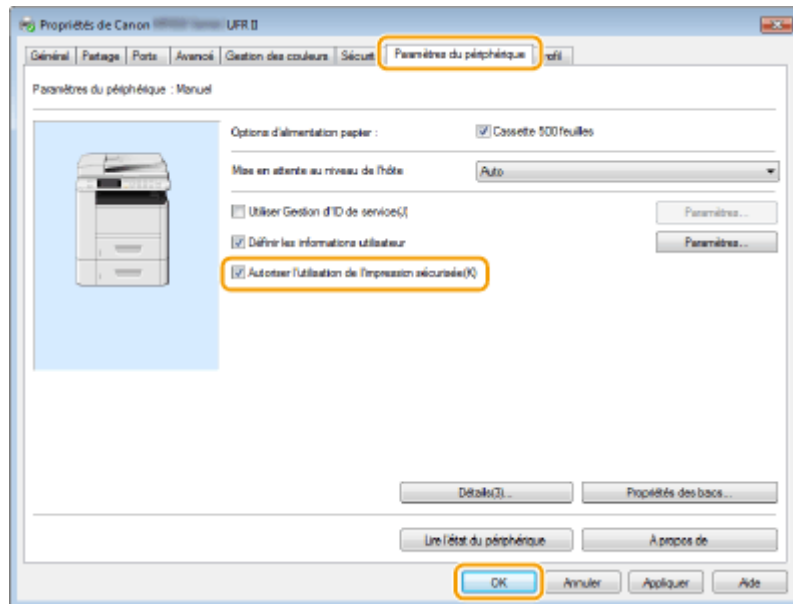 Propriétés de Canon UFR II
Général Partage Ports Avancé Gestion des couleurs Sécurit Paramètres du périphérique rofil
Paramètres du périphérique : Manuel
Options d'alimentation papier : Cassette 500 feuilles
Mise en attente au niveau de l'hôte Auto
Utiliser Gestion d'ID de service(J) Paramètres...
Définir les informations utilisateur Paramètres...
Autoriser l'utilisation de l'impression sécurisée(K)
Détails(3)... Propriétés des bacs...
Lire l'état du périphérique A propos de
OK Annuler Appliquer Aide